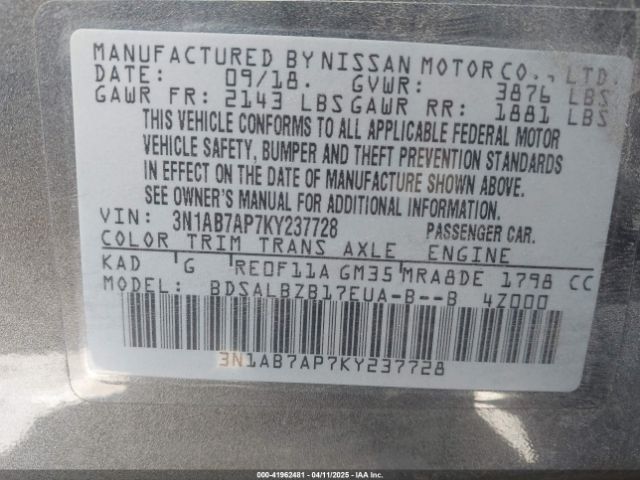 MANUFACTURED BY NISSAN MOTOR CO., LTD.
DATE: 09/18. GVWR: 3876 LBS
GAWR FR: 2143 LBS GAWR RR: 1881 LBS
THIS VEHICLE CONFORMS TO ALL APPLICABLE FEDERAL MOTOR
VEHICLE SAFETY, BUMPER AND THEFT PREVENTION STANDARDS
IN EFFECT ON THE DATE OF MANUFACTURE SHOWN ABOVE.
SEE OWNER'S MANUAL FOR ADDITIONAL INFORMATION.
VIN: 3N1AB7AP7KY237728 PASSENGER CAR.
COLOR TRIM TRANS AXLE ENGINE
KAD G RE0F11A GM35 MRA8DE 1798 CC
MODEL: BDSALBZB17EUA-B--B 4Z000
3N1AB7AP7KY237728
000-41962481 - 04/11/2025 - IAA Inc.